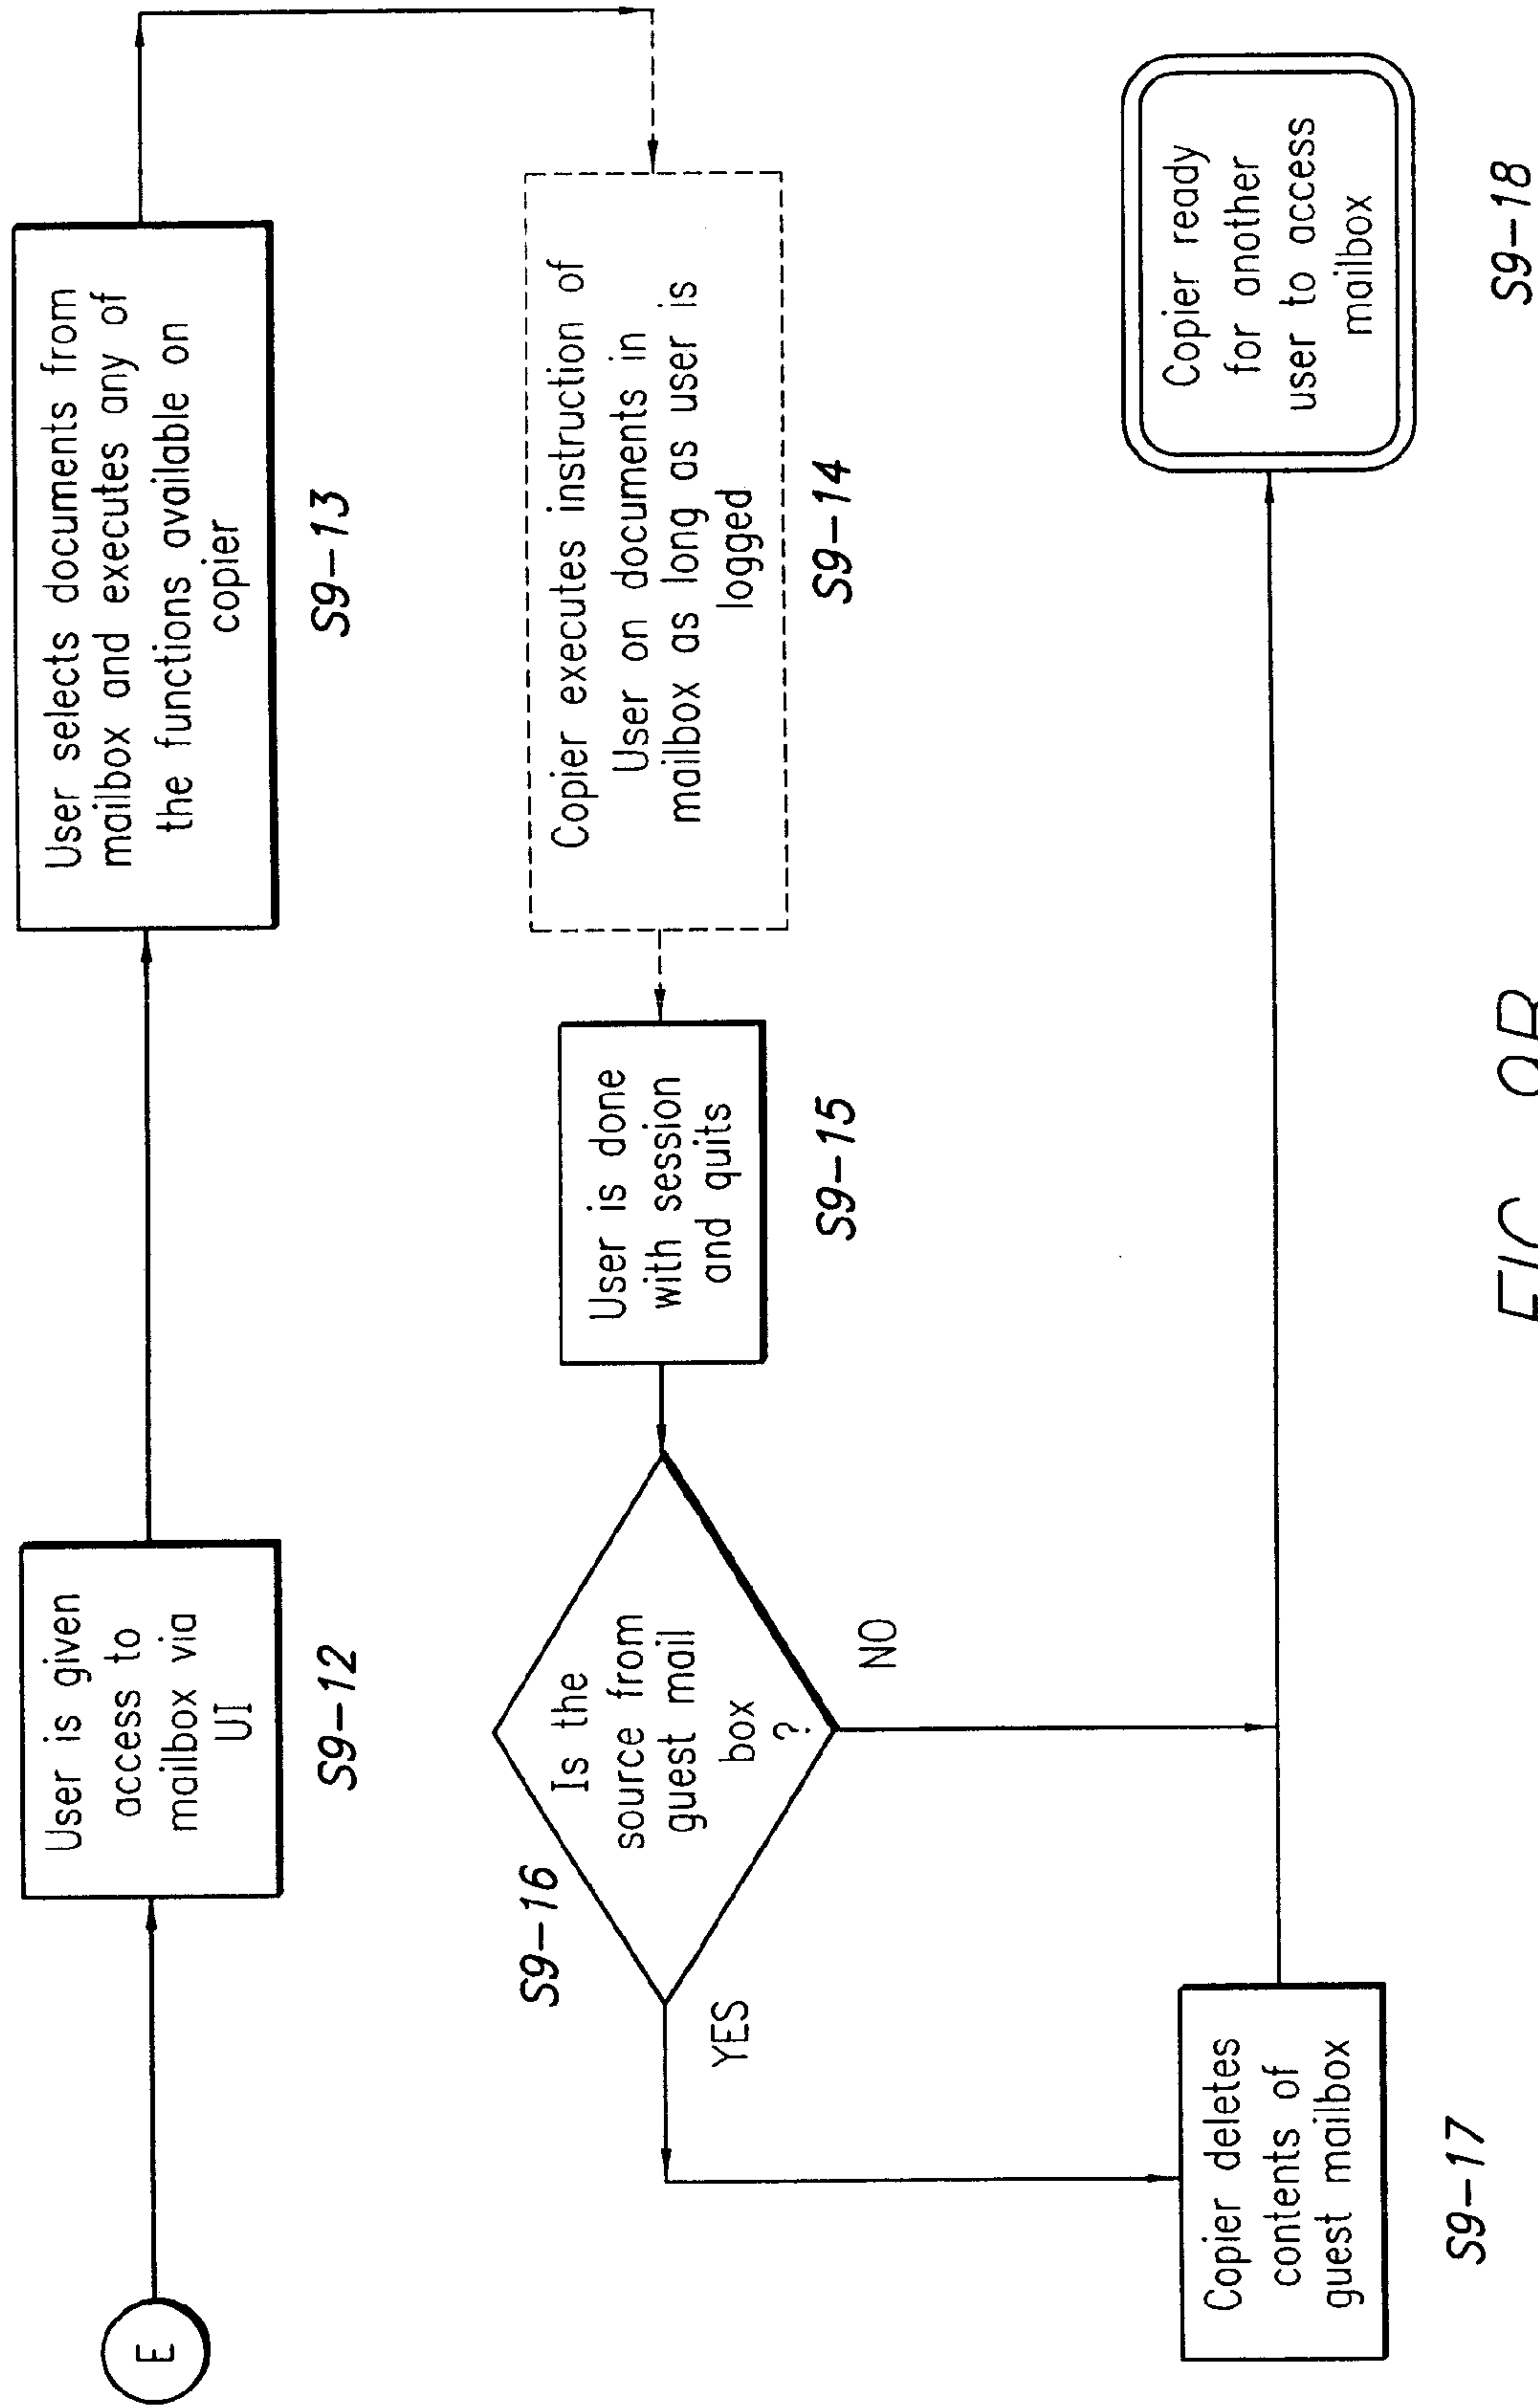 E
User is given
access to
mailbox via
UI
S9-12
User selects documents from
mailbox and executes any of
the functions available on
copier
S9-13
Copier executes instruction of
User on documents in
mailbox as long as user is
logged
S9-14
User is done
with session
and quits
S9-15
S9-16
Is the
source from
guest mail
box
?
YES
NO
Copier deletes
contents of
guest mailbox
S9-17
Copier ready
for another
user to access
mailbox
S9-18
FIG. 9B